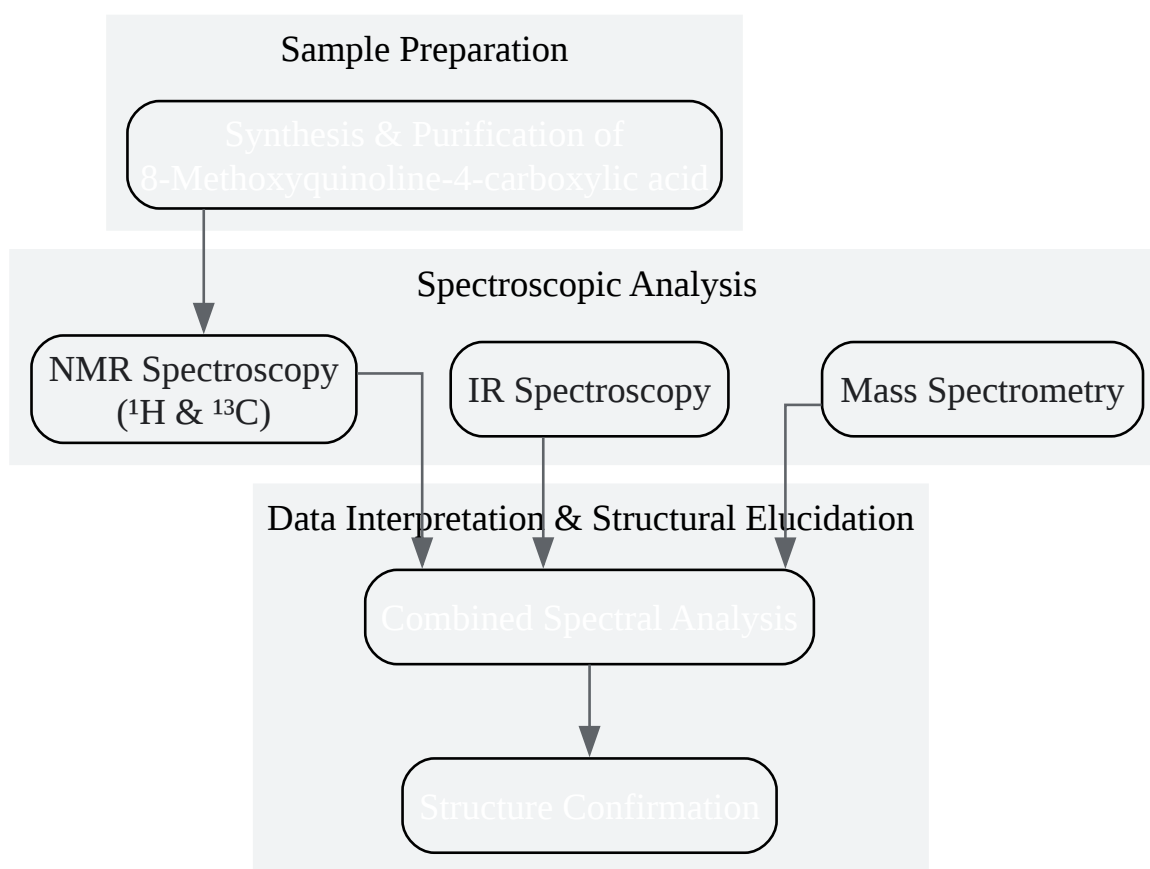 Sample Preparation
Synthesis & Purification of
8-Methoxyquinoline-4-carboxylic acid
Spectroscopic Analysis
NMR Spectroscopy
(¹H & ¹³C)
IR Spectroscopy
Mass Spectrometry
Data Interpretation & Structural Elucidation
Combined Spectral Analysis
Structure Confirmation